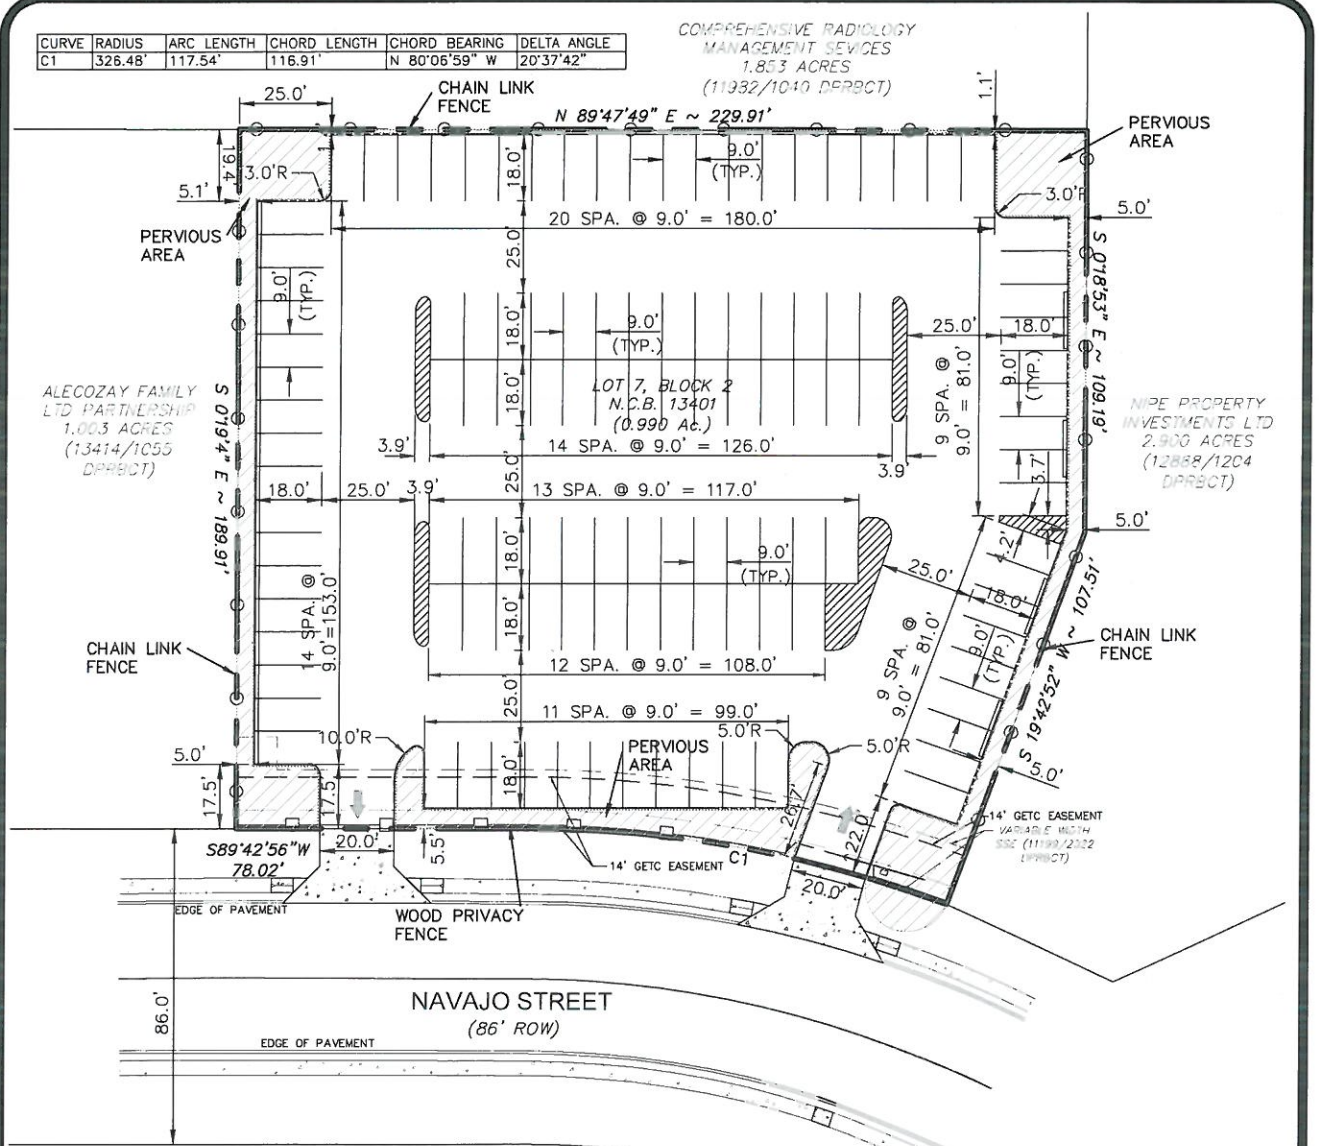 CURVE RADIUS ARC LENGTH CHORD LENGTH CHORD BEARING DELTA ANGLE
C1 326.48' 117.54' 116.91' N 80°06'59" W 20°37'42"
COMPREHENSIVE RADIOLOGY
MANAGEMENT SEVICES
1.853 ACRES
(11932/1040 DPRBCT)
CHAIN LINK
FENCE
25.0'
N 89°47'49" E ~ 229.91'
1.1'
PERVIOUS
AREA
19.4'
3.0'R
18.0'
9.0'
(TYP.)
3.0'R
5.1'
5.0'
20 SPA. @ 9.0' = 180.0'
PERVIOUS
AREA
25.0'
S 0°18'53" E ~ 109.19'
9.0'
(TYP.)
18.0'
9.0'
(TYP.)
25.0'
18.0'
LOT 7, BLOCK 2
N.C.B. 13401
(0.990 Ac.)
18.0'
9 SPA. @
9.0' = 81.0'
9.0'
(TYP.)
ALECOZAY FAMILY
LTD PARTNERSHIP
1.003 ACRES
(13414/1055
DPRBCT)
S 0°19'4" E ~ 189.91'
NIPE PROPERTY
INVESTMENTS LTD
2.900 ACRES
(12868/1204
DPRBCT)
3.9'
14 SPA. @ 9.0' = 126.0'
3.9'
25.0'
3.7'
18.0'
25.0'
3.9'
13 SPA. @ 9.0' = 117.0'
5.0'
4.2'
18.0'
9.0'
(TYP.)
25.0'
18.0'
S 19°42'52" W ~ 107.51'
14 SPA. @
9.0'=153.0'
18.0'
9 SPA. @
9.0' = 81.0'
9.0'
(TYP.)
CHAIN LINK
FENCE
CHAIN LINK
FENCE
12 SPA. @ 9.0' = 108.0'
25.0'
11 SPA. @ 9.0' = 99.0'
10.0'R
5.0'R
5.0'R
PERVIOUS
AREA
5.0'
5.0'
17.5'
17.5'
18.0'
26.7'
22.0'
14' GETC EASEMENT
VARIABLE WIDTH
DPRBCT)
S89°42'56"W
78.02'
20.0'
5.5'
14' GETC EASEMENT
C1
20.0'
EDGE OF PAVEMENT
WOOD PRIVACY
FENCE
86.0'
NAVAJO STREET
(86' ROW)
EDGE OF PAVEMENT